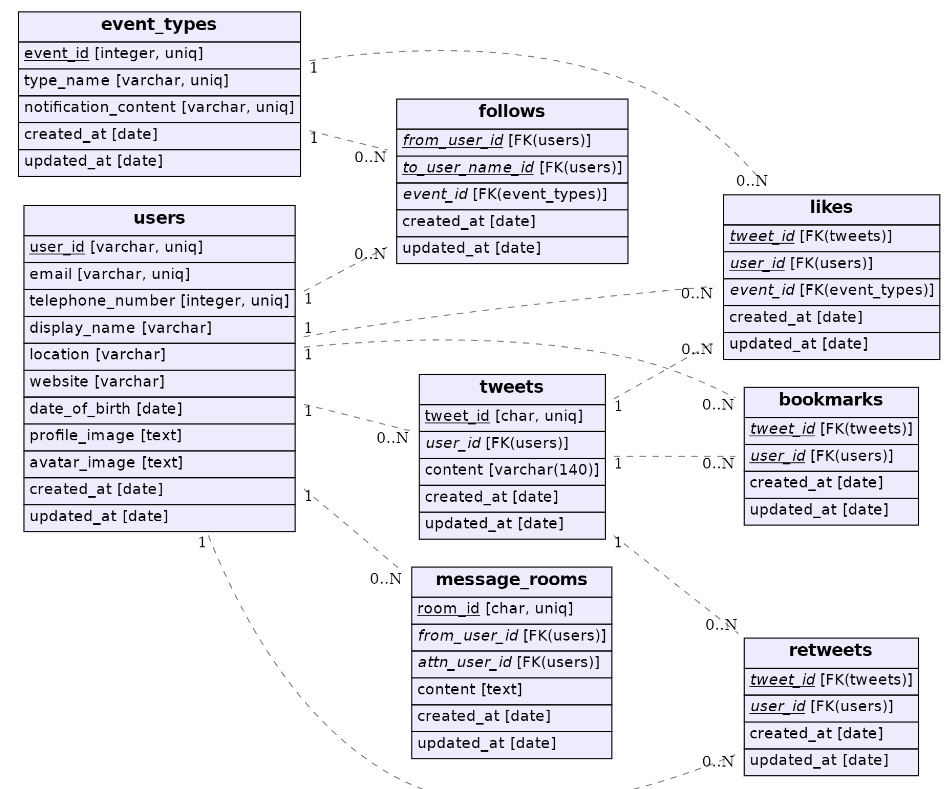 event_types
event_id [integer, uniq]
type_name [varchar, uniq]
notification_content [varchar, uniq]
created_at [date]
updated_at [date]
1
1
0..N
0..N
follows
from_user_id [FK(users)]
to_user_name_id [FK(users)]
event_id [FK(event_types)]
created_at [date]
updated_at [date]
0..N
likes
tweet_id [FK(tweets)]
user_id [FK(users)]
event_id [FK(event_types)]
created_at [date]
updated_at [date]
0..N
0..N
users
user_id [varchar, uniq]
email [varchar, uniq]
telephone_number [integer, uniq]
display_name [varchar]
location [varchar]
website [varchar]
date_of_birth [date]
profile_image [text]
avatar_image [text]
created_at [date]
updated_at [date]
1
1
1
1
1
1
tweets
tweet_id [char, uniq]
user_id [FK(users)]
content [varchar(140)]
created_at [date]
updated_at [date]
0..N
1
1
1
bookmarks
tweet_id [FK(tweets)]
user_id [FK(users)]
created_at [date]
updated_at [date]
0..N
0..N
message_rooms
room_id [char, uniq]
from_user_id [FK(users)]
attn_user_id [FK(users)]
content [text]
created_at [date]
updated_at [date]
0..N
retweets
tweet_id [FK(tweets)]
user_id [FK(users)]
created_at [date]
updated_at [date]
0..N
0..N